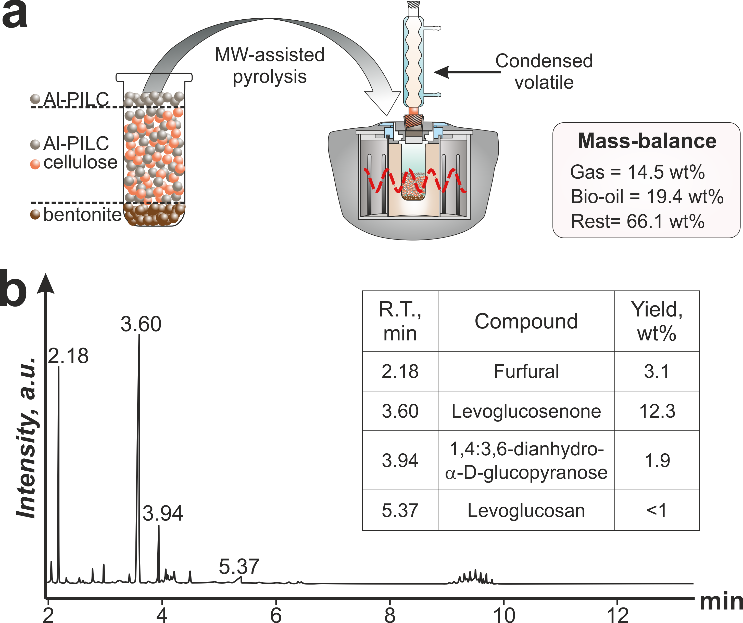 a
MW-assisted
pyrolysis
Condensed
volatile
Al-PILC
Al-PILC
cellulose
bentonite
Mass-balance
Gas = 14.5 wt%
Bio-oil = 19.4 wt%
Rest= 66.1 wt%
b
Intensity, a.u.
2.18
3.60
3.94
5.37
R.T., min Compound Yield, wt%
2.18 Furfural 3.1
3.60 Levoglucosenone 12.3
3.94 1,4:3,6-dianhydro-α-D-glucopyranose 1.9
5.37 Levoglucosan <1
2 4 6 8 10 12 min